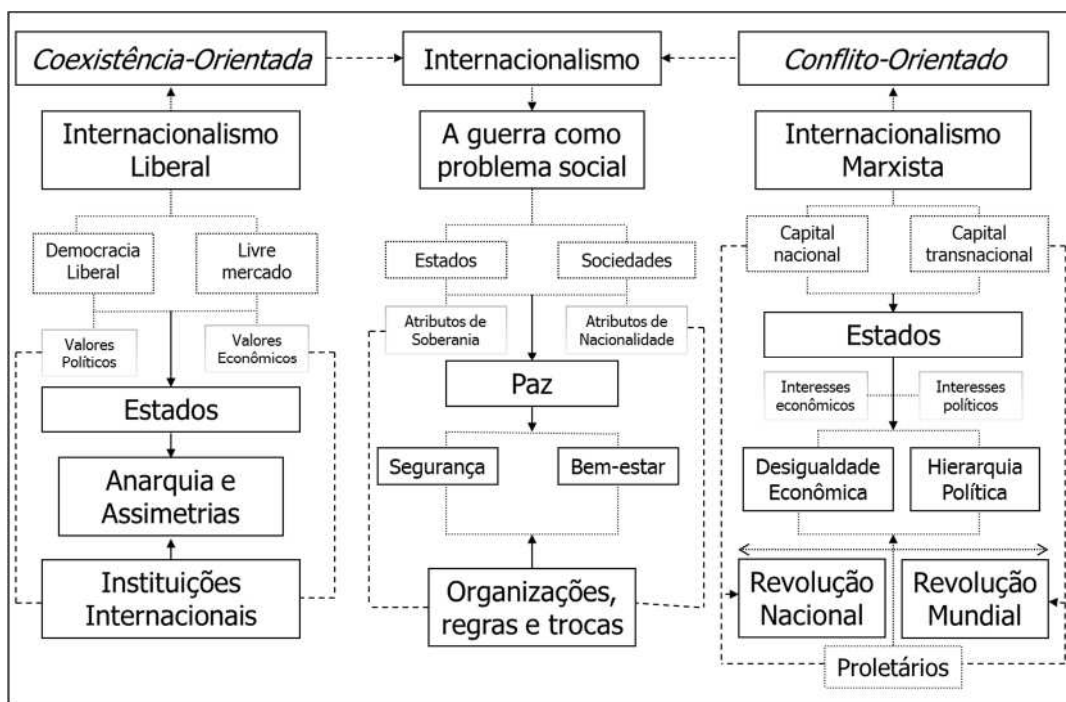 Coexistência-Orientada
Internacionalismo
Liberal
Democracia
Liberal
Livre
mercado
Valores
Políticos
Valores
Econômicos
Estados
Anarquia e
Assimetrias
Instituições
Internacionais
Internacionalismo
A guerra como
problema social
Estados
Sociedades
Atributos de
Soberania
Atributos de
Nacionalidade
Paz
Segurança
Bem-estar
Organizações,
regras e trocas
Conflito-Orientado
Internacionalismo
Marxista
Capital
nacional
Capital
transnacional
Estados
Interesses
econômicos
Interesses
políticos
Desigualdade
Econômica
Hierarquia
Política
Revolução
Nacional
Revolução
Mundial
Proletários